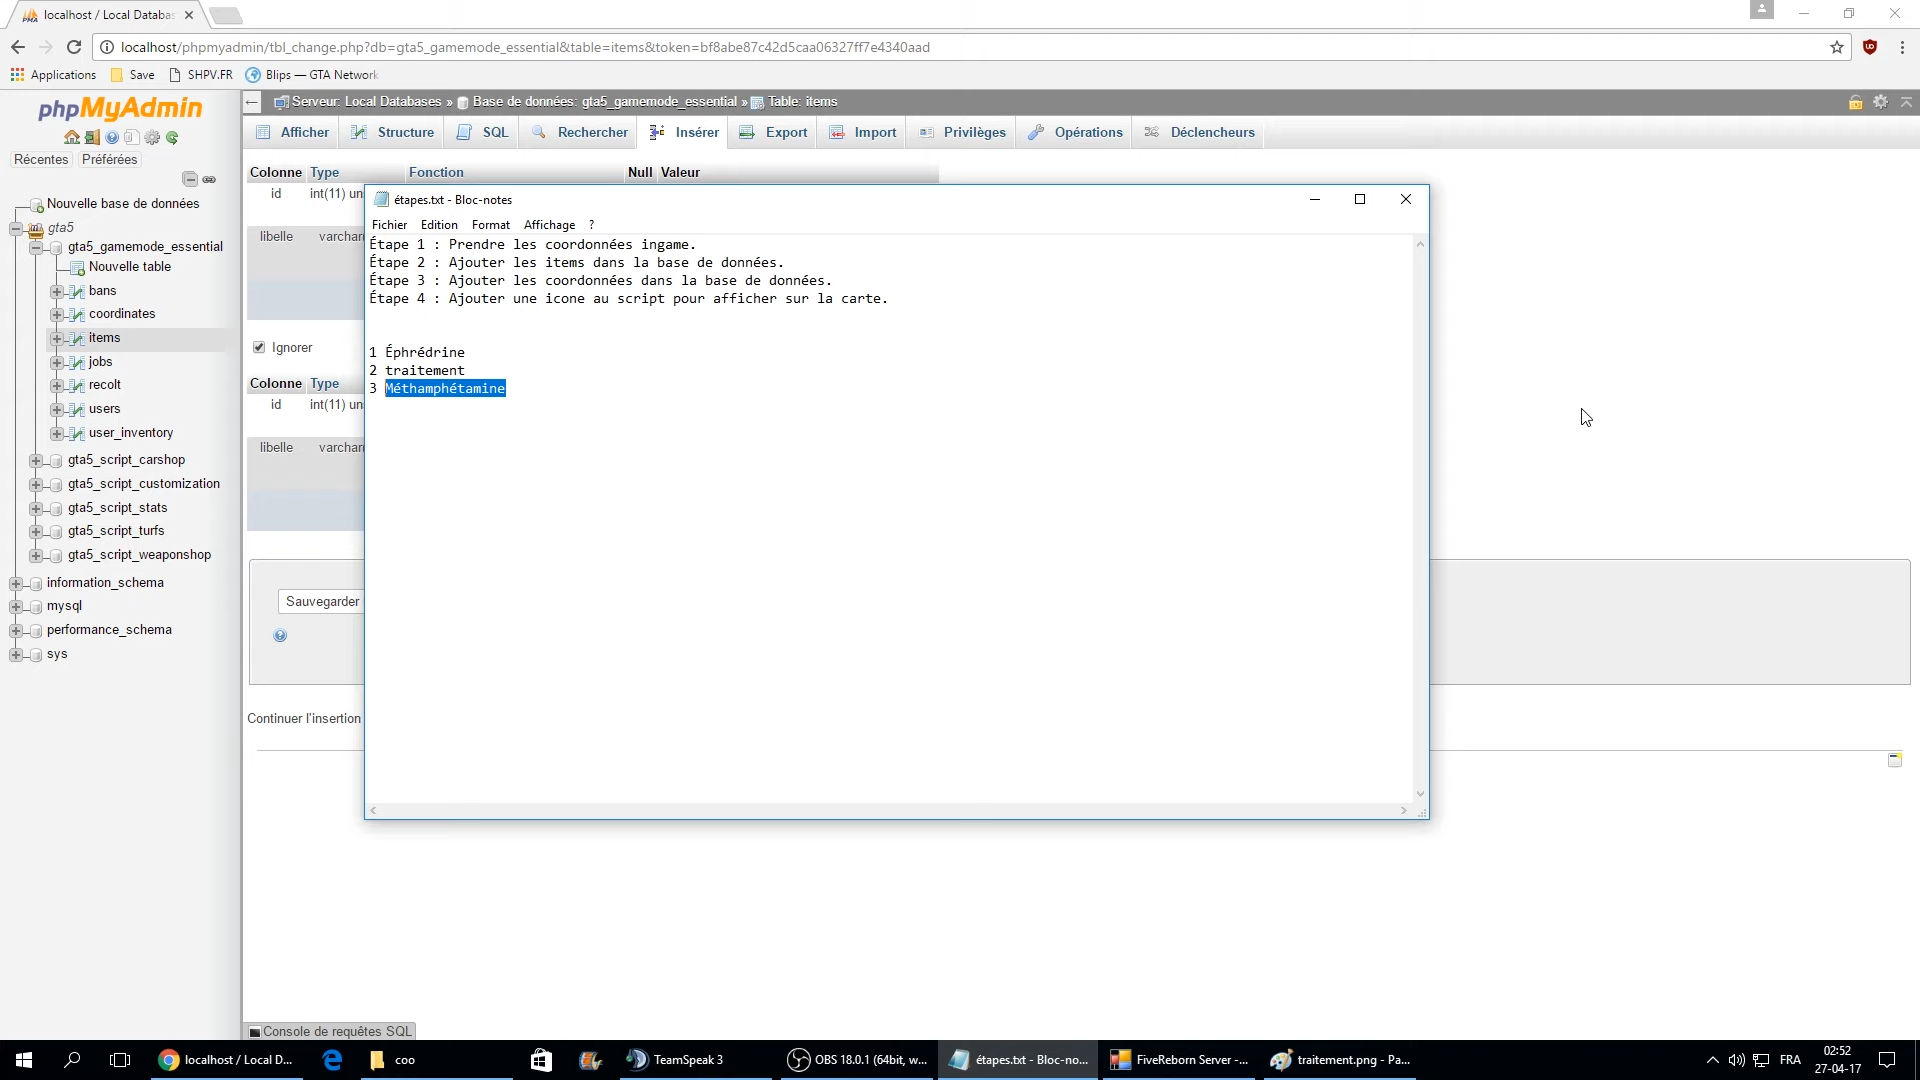 localhost / Local Databas
localhost/phpmyadmin/tbl_change.php?db=gta5_gamemode_essential&table=items&token=bf8abe87c42d5caa06327ff7e4340aad
Applications Save SHPV.FR Blips — GTA Network
phpMyAdmin
Récentes Préférées
Nouvelle base de données
gta5
gta5_gamemode_essential
Nouvelle table
bans
coordinates
items
jobs
recolt
users
user_inventory
gta5_script_carshop
gta5_script_customization
gta5_script_stats
gta5_script_turfs
gta5_script_weaponshop
information_schema
mysql
performance_schema
sys
Serveur: Local Databases » Base de données: gta5_gamemode_essential » Table: items
Afficher Structure SQL Rechercher Insérer Export Import Privilèges Opérations Déclencheurs
Colonne Type Fonction Null Valeur
id int(11) un
libelle varchar
Ignorer
Colonne Type
id int(11) un
libelle varchar
Sauvegarder
Continuer l'insertion
Console de requêtes SQL
étapes.txt - Bloc-notes
Fichier Edition Format Affichage ?
Étape 1 : Prendre les coordonnées ingame.
Étape 2 : Ajouter les items dans la base de données.
Étape 3 : Ajouter les coordonnées dans la base de données.
Étape 4 : Ajouter une icone au script pour afficher sur la carte.
1 Éphrédrine
2 traitement
3 Méthamphétamine
localhost / Local D... coo TeamSpeak 3 OBS 18.0.1 (64bit, w... étapes.txt - Bloc-no... FiveReborn Server -... traitement.png - Pa... FRA 02:52
27-04-17